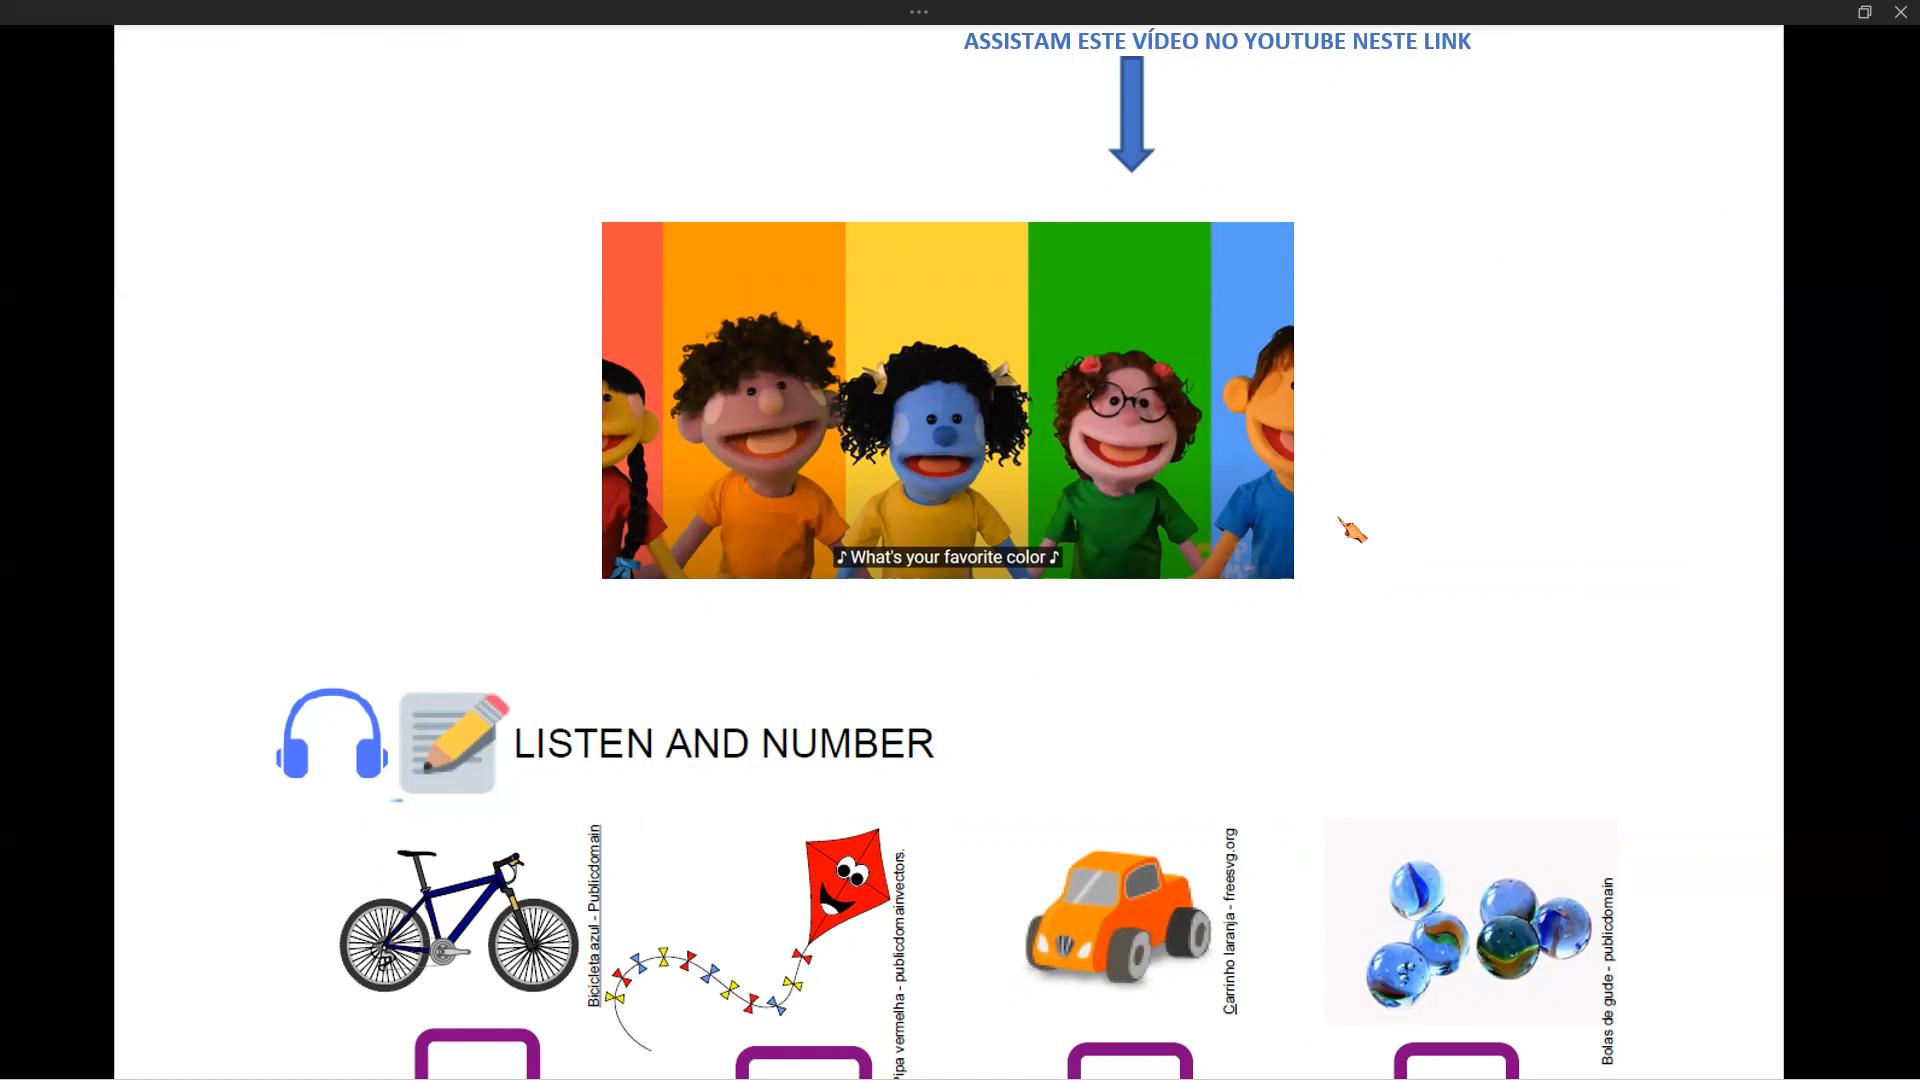 ASSISTAM ESTE VÍDEO NO YOUTUBE NESTE LINK
♪ What's your favorite color ♪
LISTEN AND NUMBER
Bicicleta azul - Publicdomain
Pipa vermelha - publicdomainvectors.
Carrinho laranja - freesvg.org
Bolas de gude - publicdomain